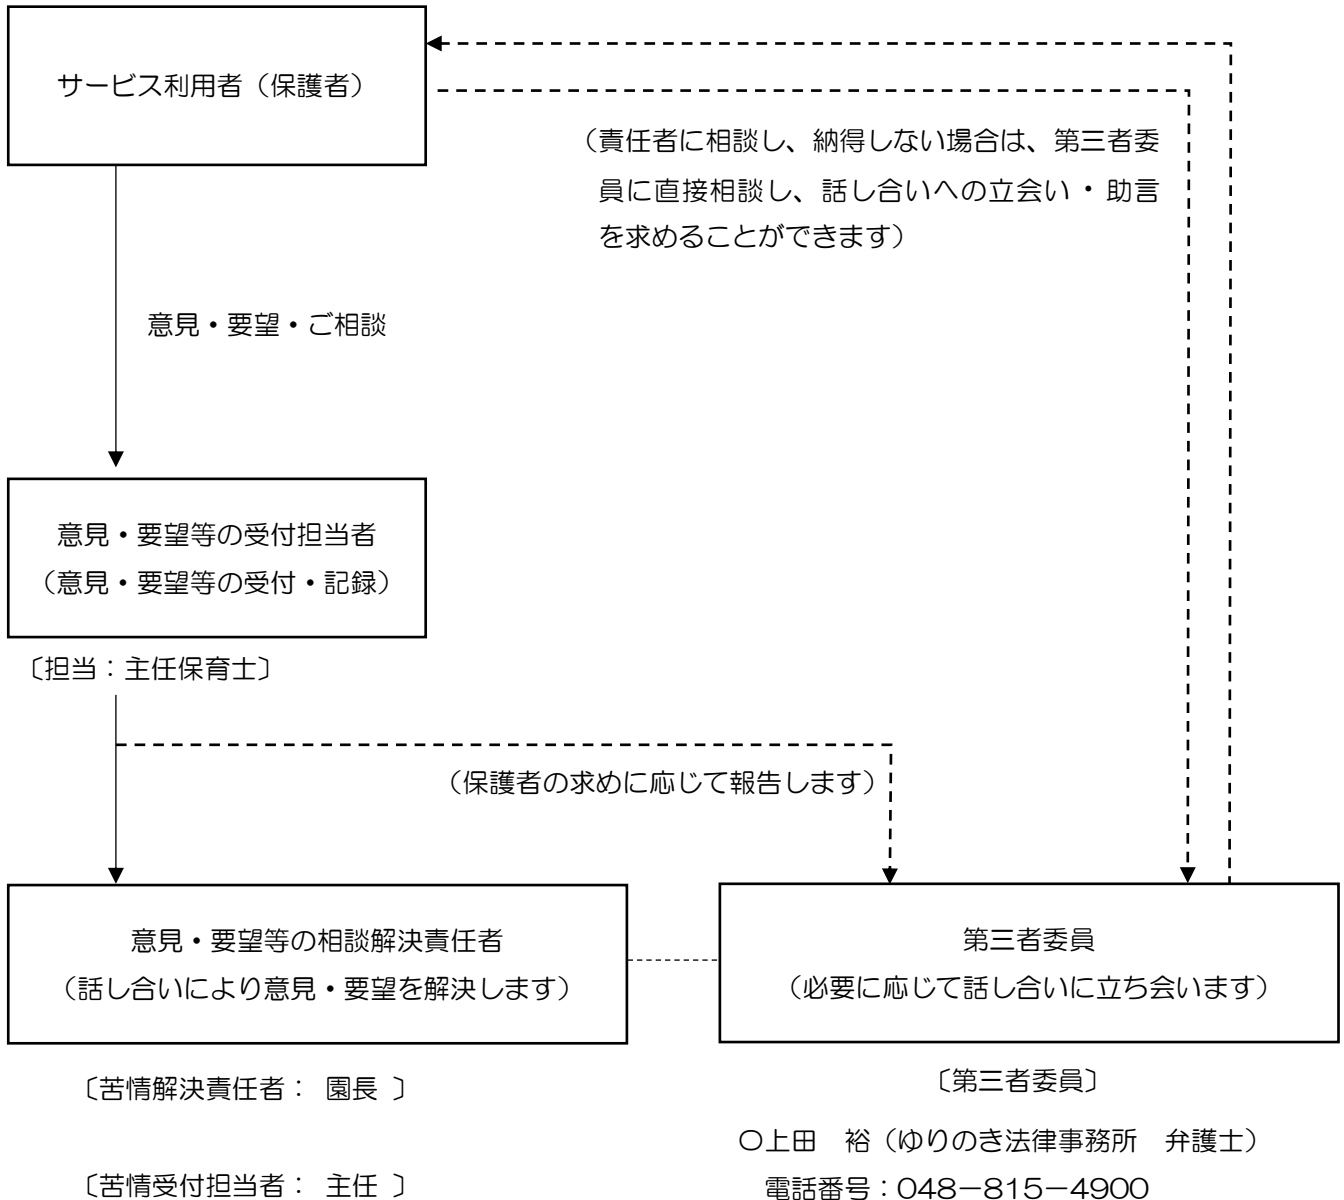 サービス利用者（保護者）
（責任者に相談し、納得しない場合は、第三者委
員に直接相談し、話し合いへの立会い・助言
を求めることができます）
意見・要望・ご相談
意見・要望等の受付担当者
（意見・要望等の受付・記録）
〔担当：主任保育士〕
（保護者の求めに応じて報告します）
意見・要望等の相談解決責任者
（話し合いにより意見・要望を解決します）
第三者委員
（必要に応じて話し合いに立ち会います）
〔苦情解決責任者：　園長　〕
〔苦情受付担当者：　主任　〕
〔第三者委員〕
〇上田　裕（ゆりのき法律事務所　弁護士）
電話番号：048－815－4900